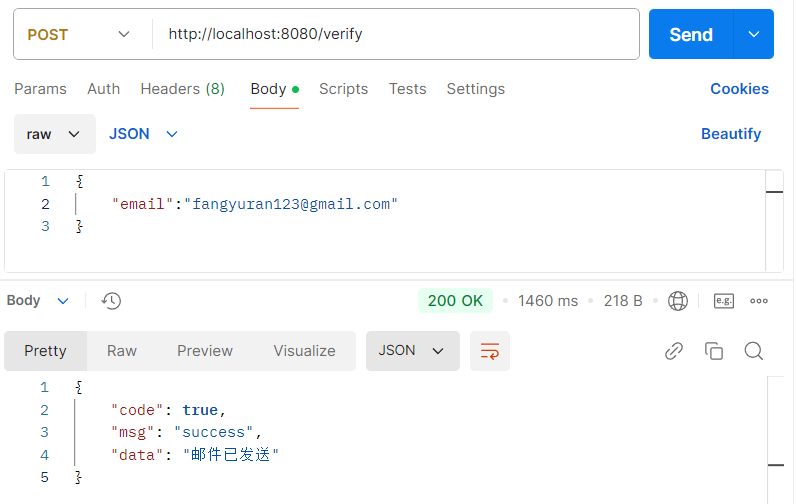 POST http://localhost:8080/verify Send
Params Auth Headers (8) Body Scripts Tests Settings Cookies
raw JSON Beautify
1 {
2 "email":"fangyuran123@gmail.com"
3 }
Body 200 OK 1460 ms 218 B e.g.
Pretty Raw Preview Visualize JSON
1 {
2 "code": true,
3 "msg": "success",
4 "data": "邮件已发送"
5 }